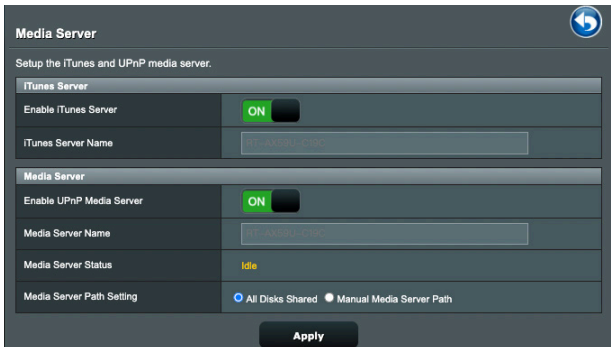 Media Server
Setup the iTunes and UPnP media server.
iTunes Server
Enable iTunes Server
ON
iTunes Server Name
Media Server
Enable UPnP Media Server
ON
Media Server Name
Media Server Status
Idle
Media Server Path Setting
All Disks Shared Manual Media Server Path
Apply